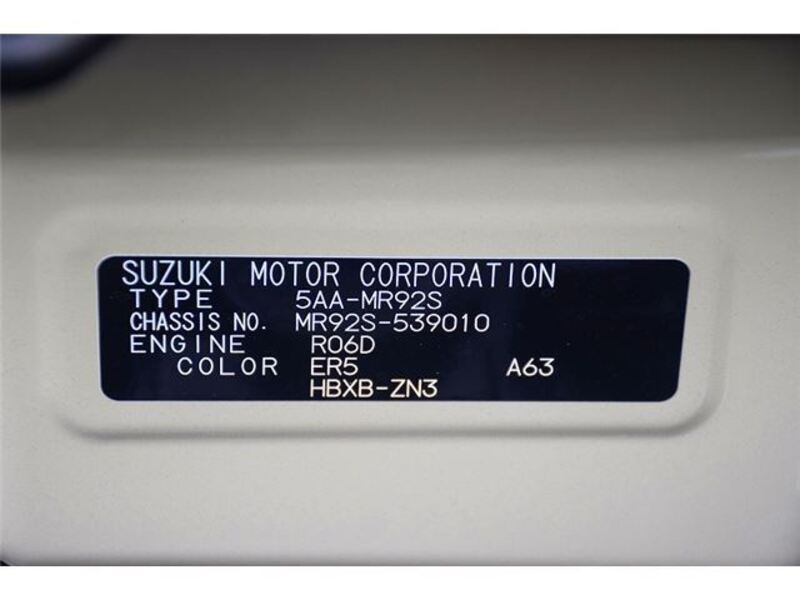 SUZUKI MOTOR CORPORATION
TYPE 5AA-MR92S
CHASSIS NO. MR92S-539010
ENGINE R06D
COLOR ER5 A63
HBXB-ZN3